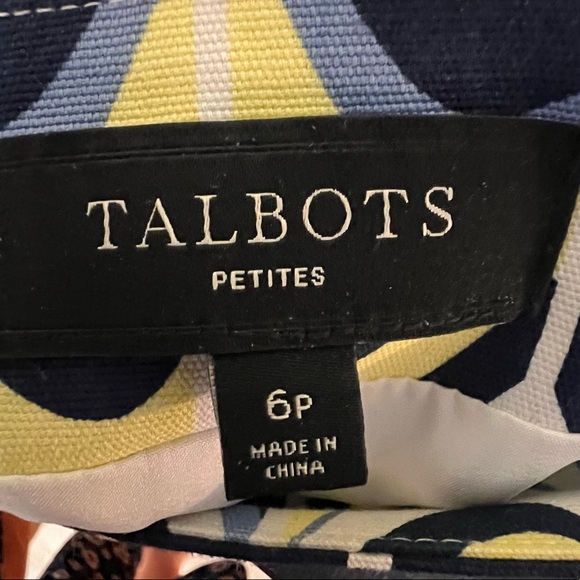 TALBOTS
PETITES
6P
MADE IN
CHINA